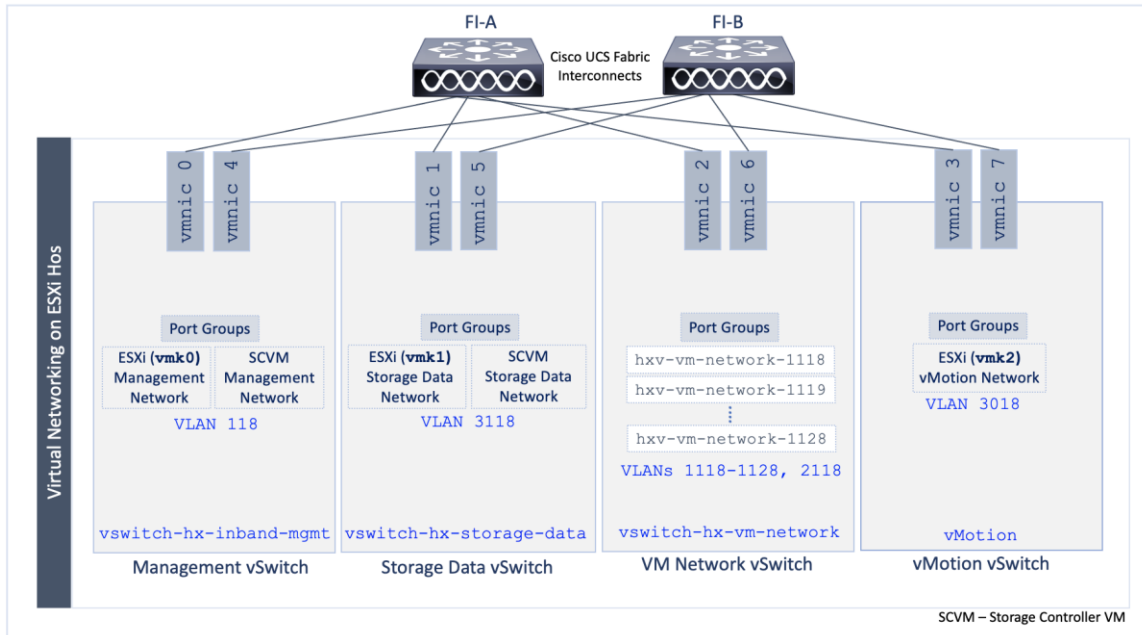 FI-A
FI-B
Cisco UCS Fabric
Interconnects
Virtual Networking on ESXi Hos
vmnic 0
vmnic 4
vmnic 1
vmnic 5
vmnic 2
vmnic 6
vmnic 3
vmnic 7
Port Groups
ESXi (vmk0)
Management
Network
SCVM
Management
Network
VLAN 118
vswitch-hx-inband-mgmt
Management vSwitch
Port Groups
ESXi (vmk1)
Storage Data
Network
SCVM
Storage Data
Network
VLAN 3118
vswitch-hx-storage-data
Storage Data vSwitch
Port Groups
hxv-vm-network-1118
hxv-vm-network-1119
hxv-vm-network-1128
VLANs 1118-1128, 2118
vswitch-hx-vm-network
VM Network vSwitch
Port Groups
ESXi (vmk2)
vMotion Network
VLAN 3018
vMotion
vMotion vSwitch
SCVM – Storage Controller VM